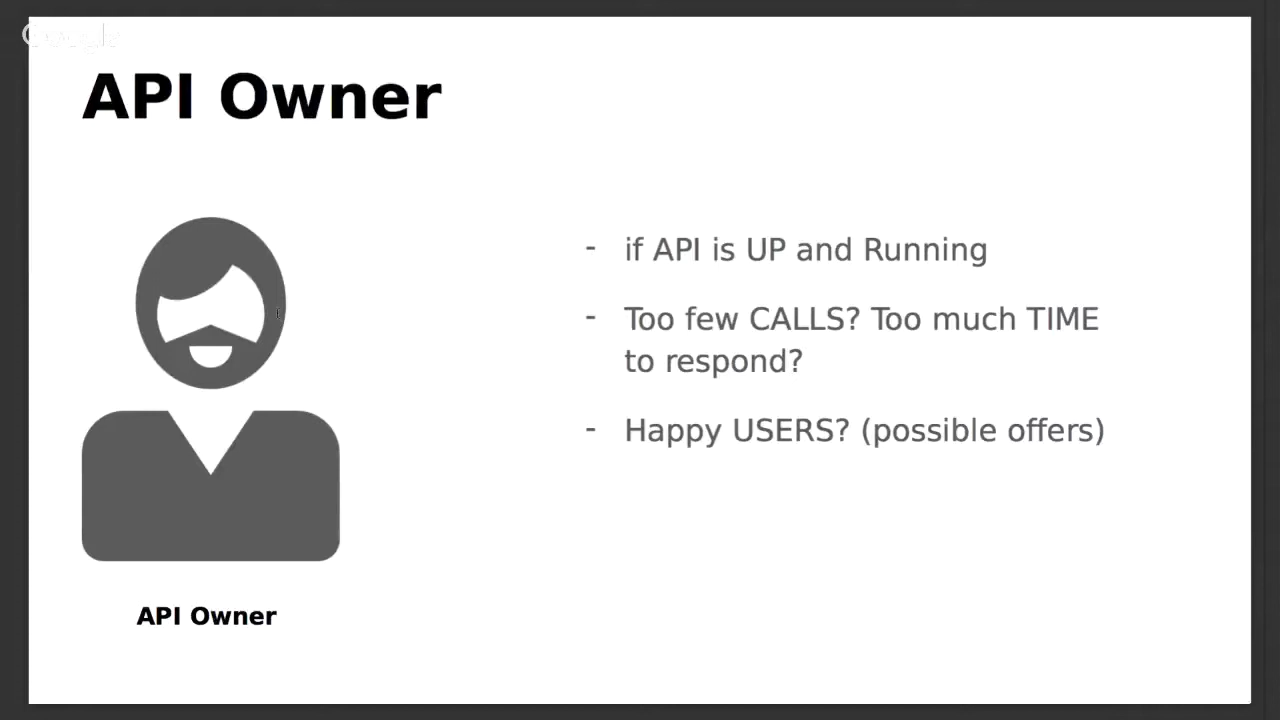 Google
API Owner
- if API is UP and Running
- Too few CALLS? Too much TIME
to respond?
- Happy USERS? (possible offers)
API Owner